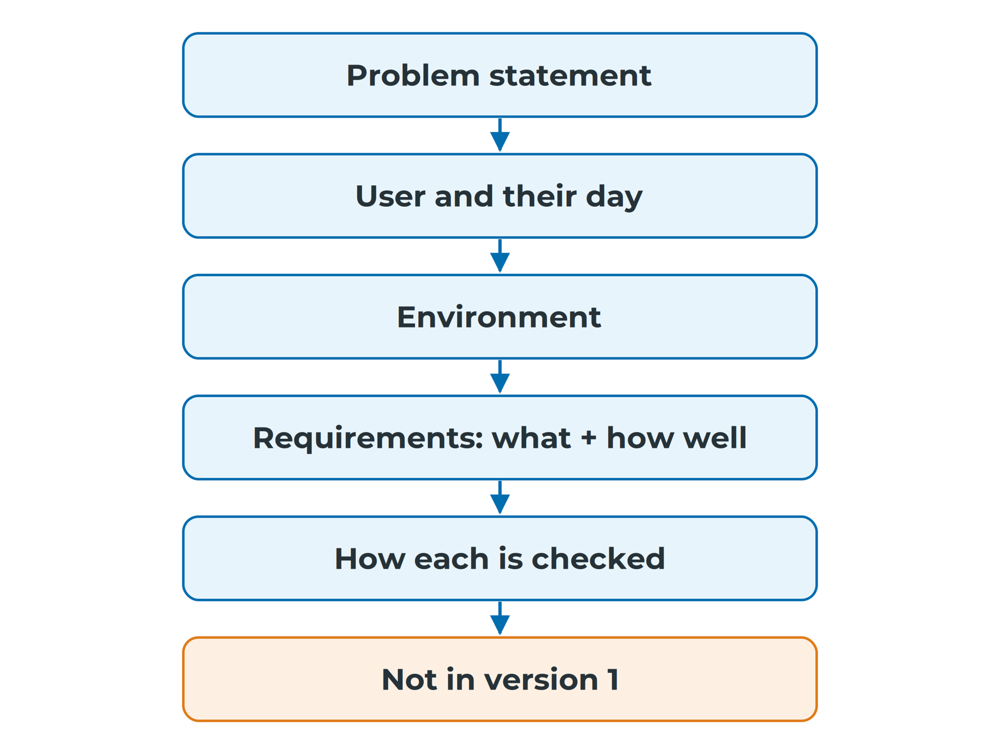 Problem statement
User and their day
Environment
Requirements: what + how well
How each is checked
Not in version 1